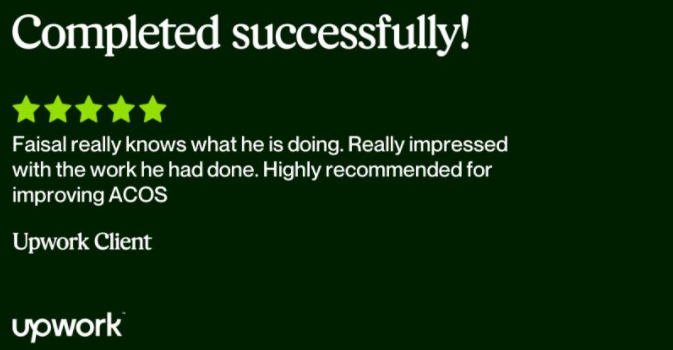 Completed successfully!
Faisal really knows what he is doing. Really impressed
with the work he had done. Highly recommended for
improving ACOS
Upwork Client
upwork